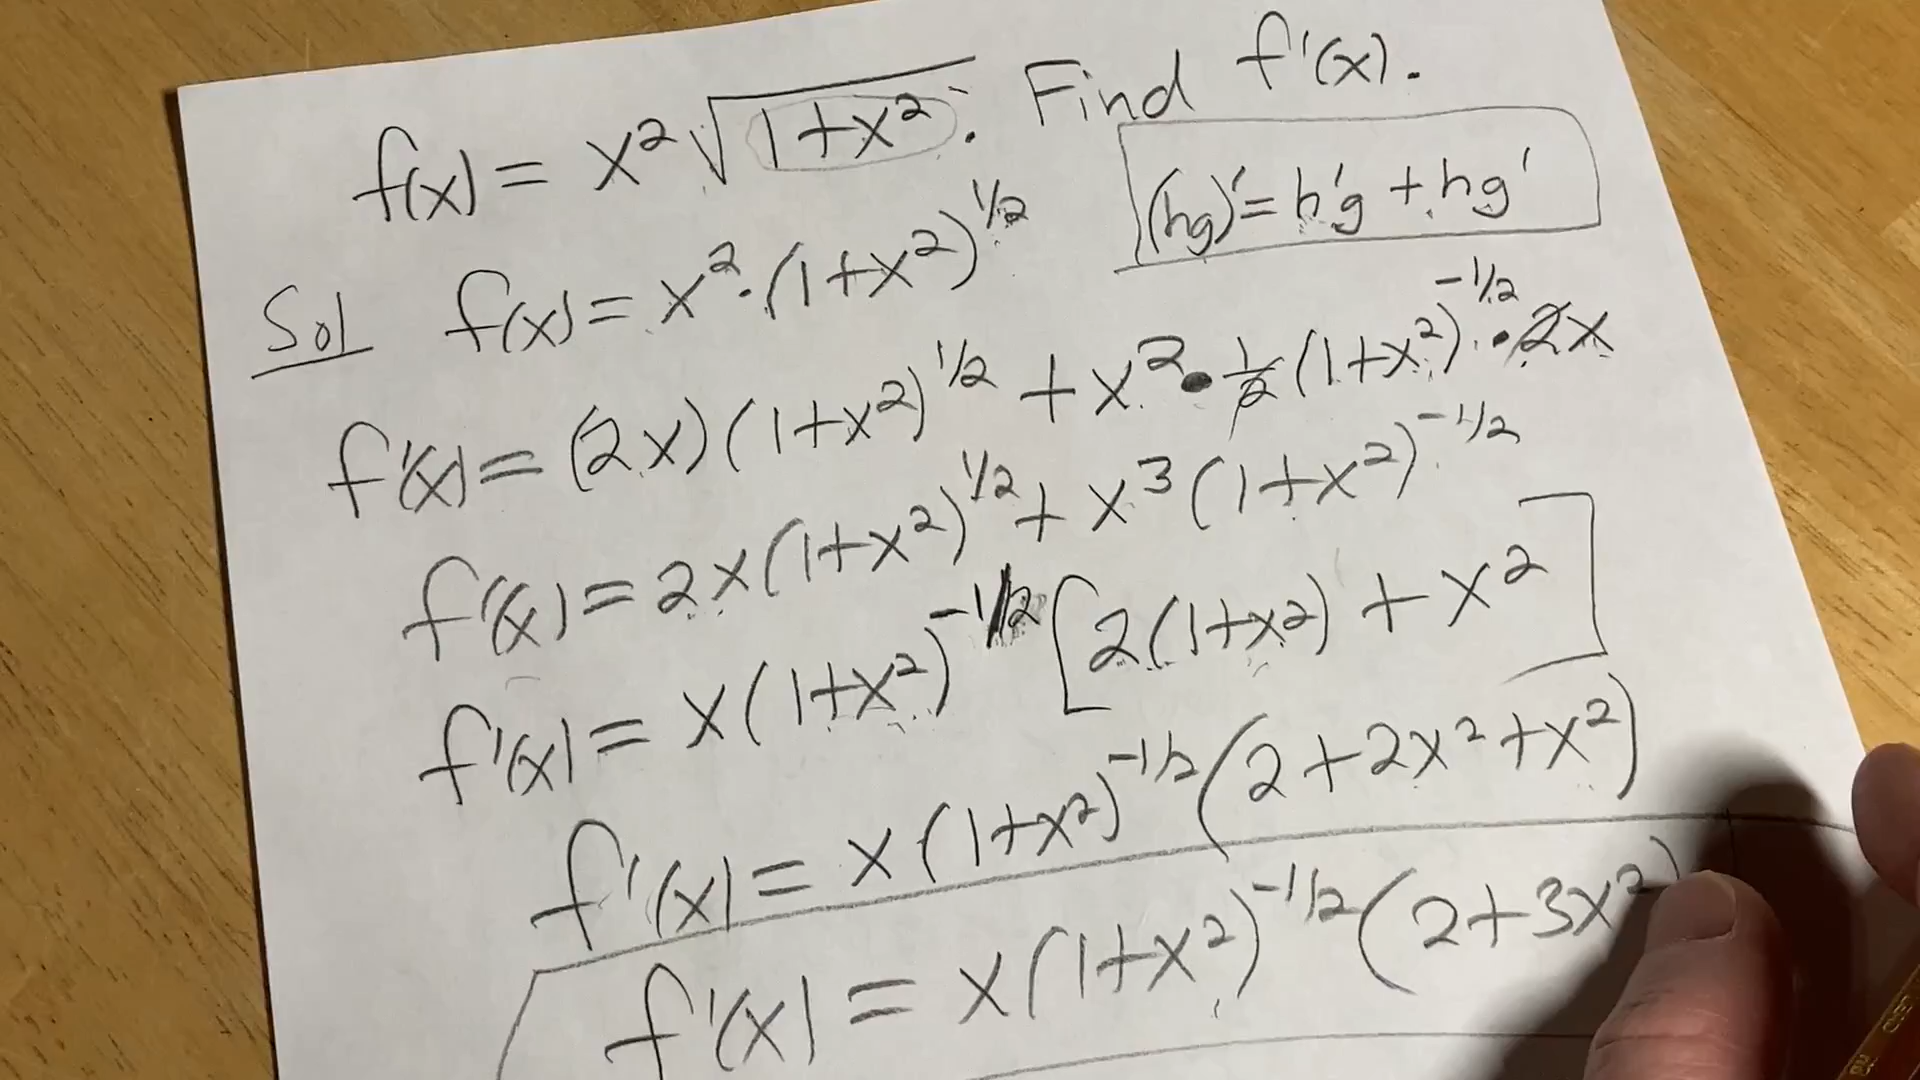 f(x) = x²√(1+x²). Find f'(x).
(hg)' = h'g + hg'
Sol f(x) = x²·(1+x²)^1/2
f'(x) = (2x)(1+x²)^1/2 + x²·1/2(1+x²)^-1/2·2x
f'(x) = 2x(1+x²)^1/2 + x³(1+x²)^-1/2
f'(x) = x(1+x²)^-1/2 [2(1+x²) + x²]
f'(x) = x(1+x²)^-1/2 (2+2x²+x²)
f'(x) = x(1+x²)^-1/2 (2+3x²)